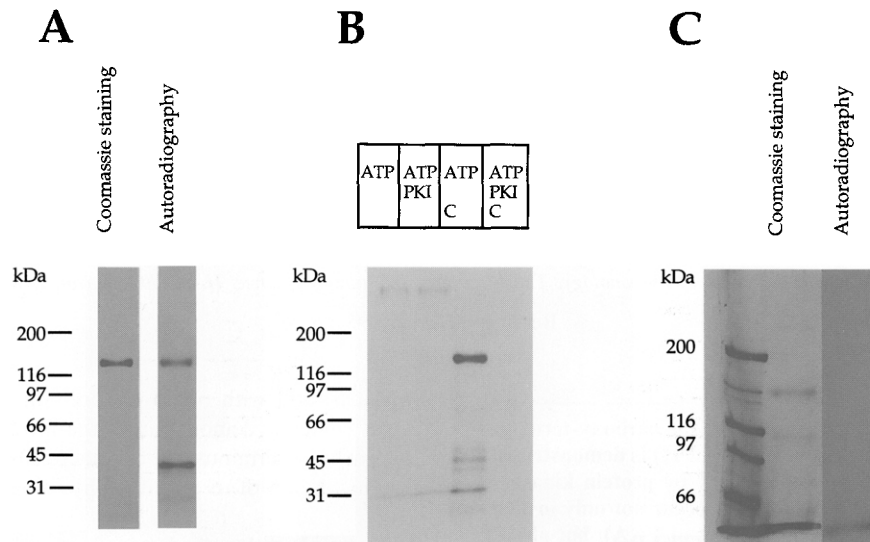 A
B
C
Coomassie staining
Autoradiography
ATP
ATP
PKI
ATP
C
ATP
PKI
C
Coomassie staining
Autoradiography
kDa
200
116
97
66
45
31
kDa
200
116
97
66
45
31
kDa
200
116
97
66